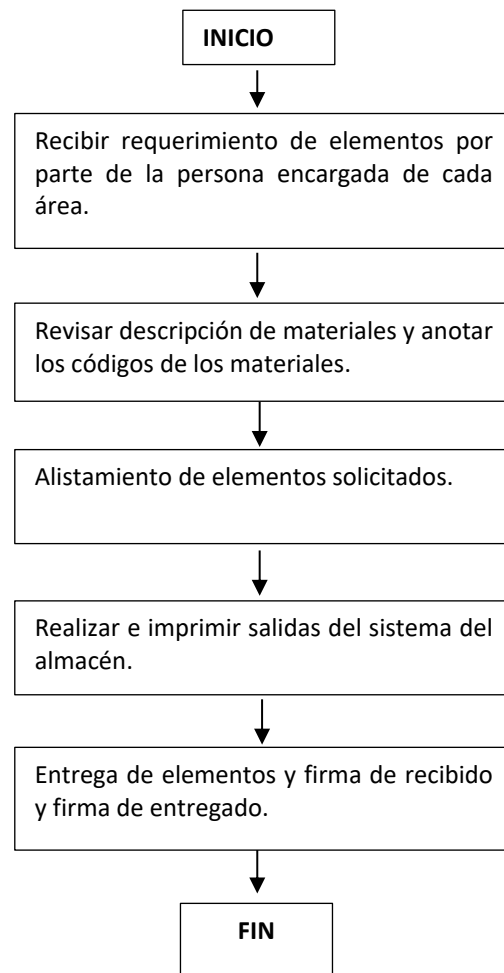 INICIO
Recibir requerimiento de elementos por
parte de la persona encargada de cada
área.
Revisar descripción de materiales y anotar
los códigos de los materiales.
Alistamiento de elementos solicitados.
Realizar e imprimir salidas del sistema del
almacén.
Entrega de elementos y firma de recibido
y firma de entregado.
FIN